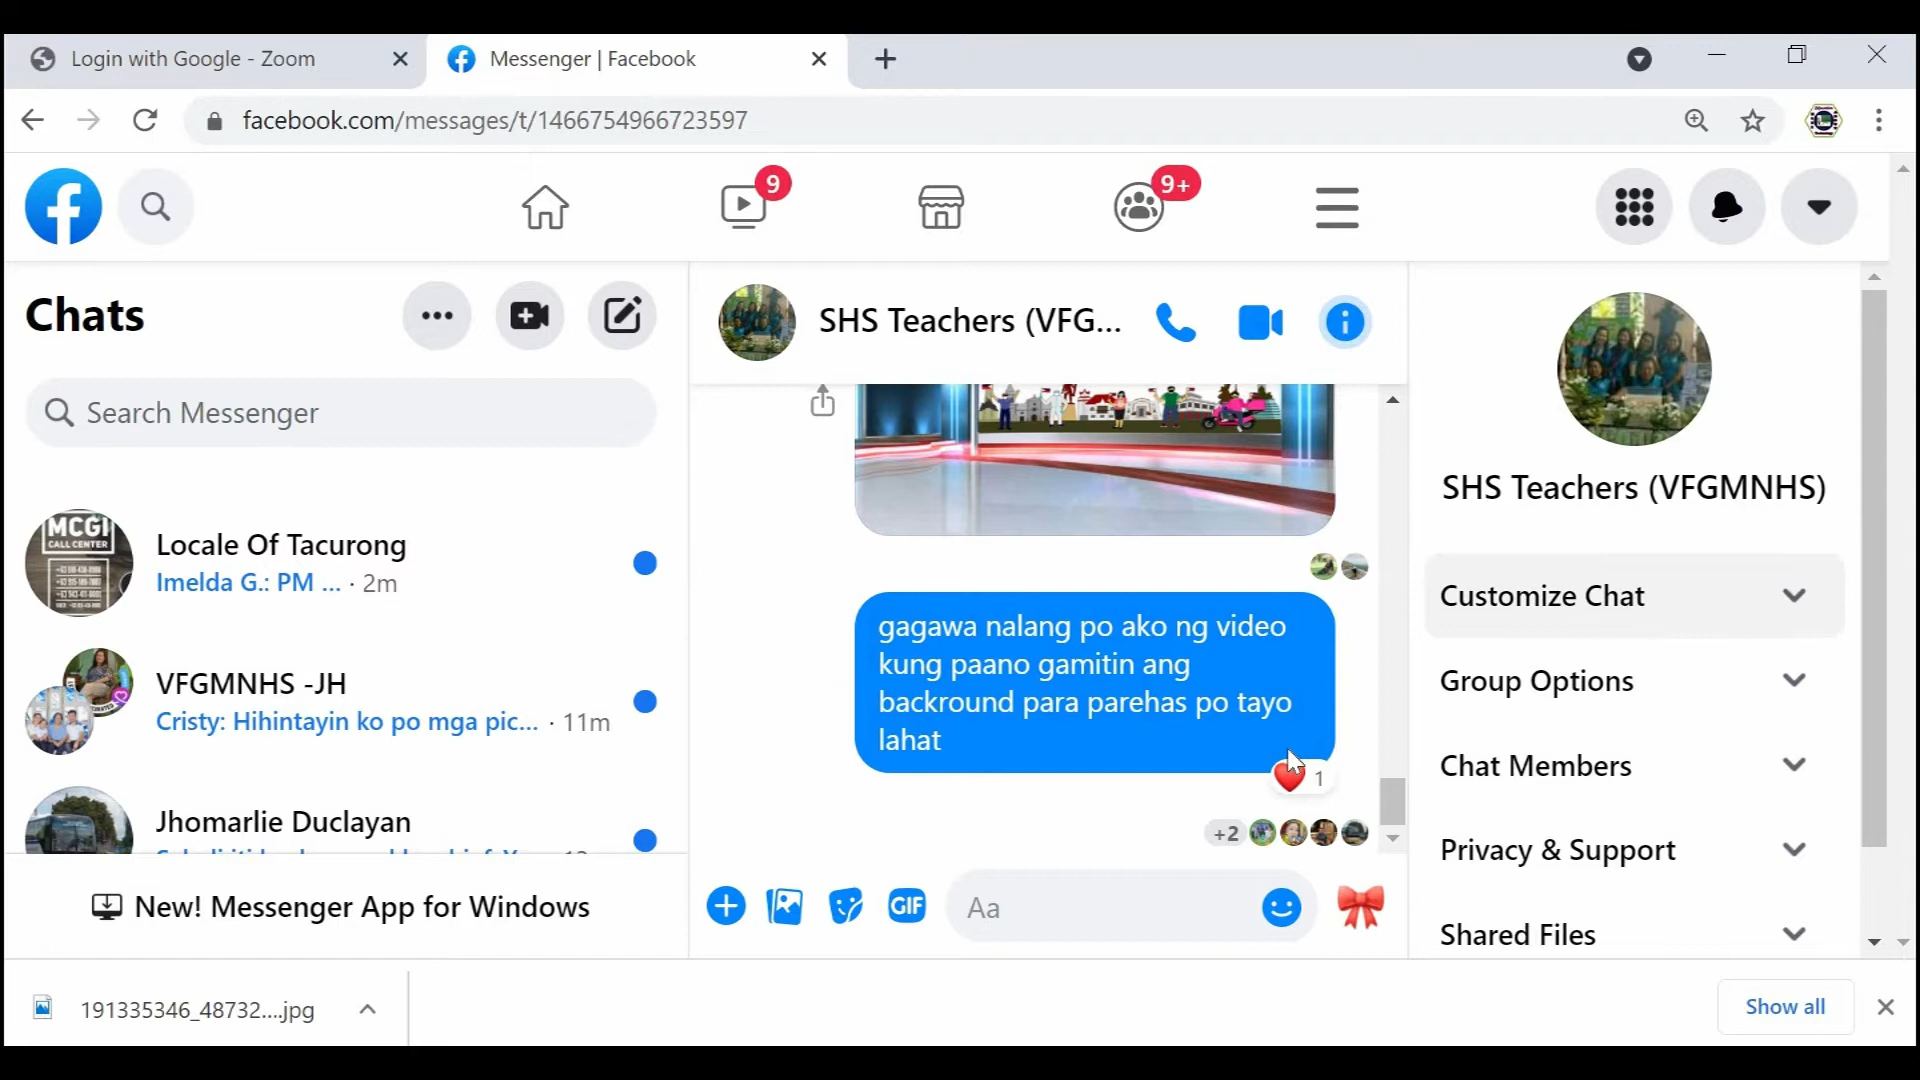 Login with Google - Zoom
Messenger | Facebook
facebook.com/messages/t/1466754966723597
9
9+
Chats
SHS Teachers (VFG...
Search Messenger
SHS Teachers (VFGMNHS)
MCGI
CALL CENTER
Locale Of Tacurong
Imelda G.: PM ... · 2m
VFGMNHS -JH
Cristy: Hihintayin ko po mga pic... · 11m
Jhomarlie Duclayan
gagawa nalang po ako ng video
kung paano gamitin ang
backround para parehas po tayo
lahat
1
+2
Customize Chat
Group Options
Chat Members
Privacy & Support
Shared Files
New! Messenger App for Windows
GIF
Aa
191335346_48732....jpg
Show all